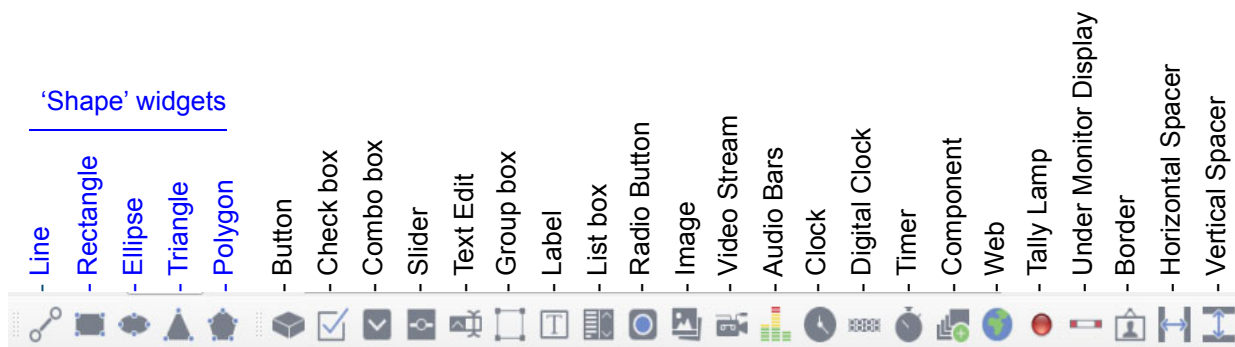 ‘Shape’ widgets
- Line
- Rectangle
- Ellipse
- Triangle
- Polygon
- Button
- Check box
- Combo box
- Slider
- Text Edit
- Group box
- Label
- List box
- Radio Button
- Image
- Video Stream
- Audio Bars
- Clock
- Digital Clock
- Timer
- Component
- Web
- Tally Lamp
- Under Monitor Display
- Border
- Horizontal Spacer
- Vertical Spacer
T